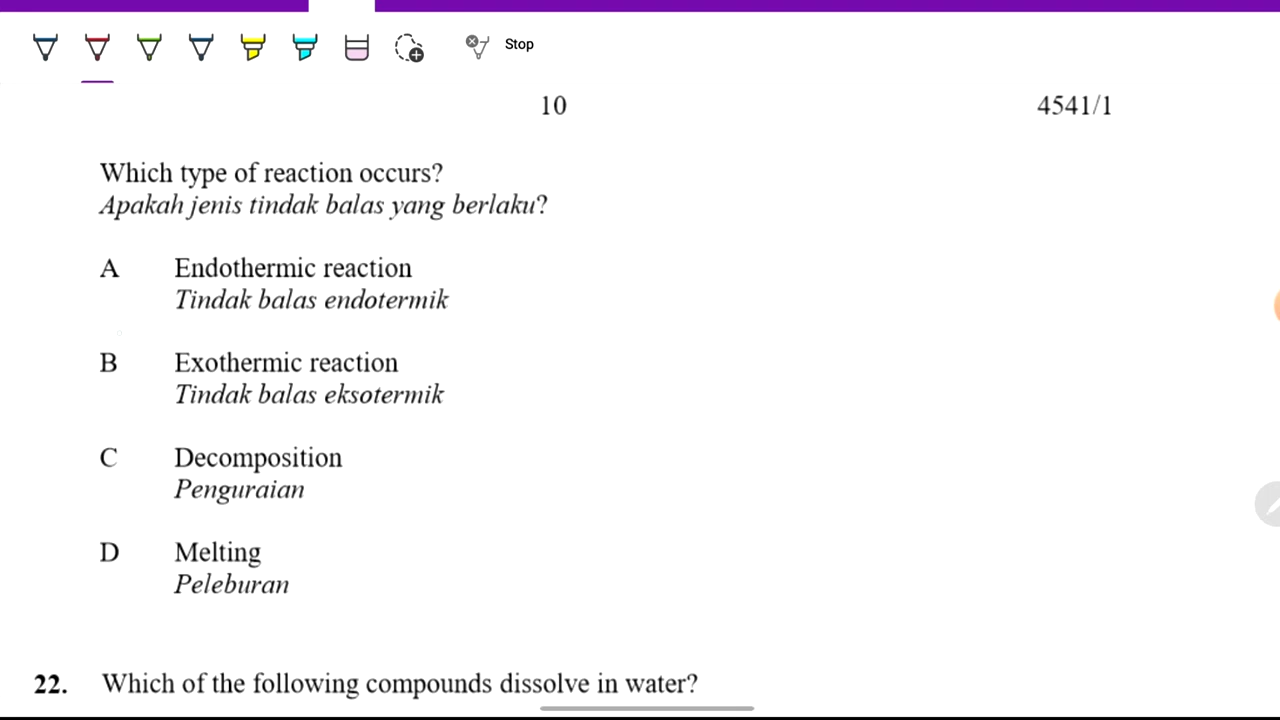 Stop
10 4541/1
Which type of reaction occurs?
Apakah jenis tindak balas yang berlaku?
A Endothermic reaction
Tindak balas endotermik
B Exothermic reaction
Tindak balas eksotermik
C Decomposition
Penguraian
D Melting
Peleburan
22. Which of the following compounds dissolve in water?